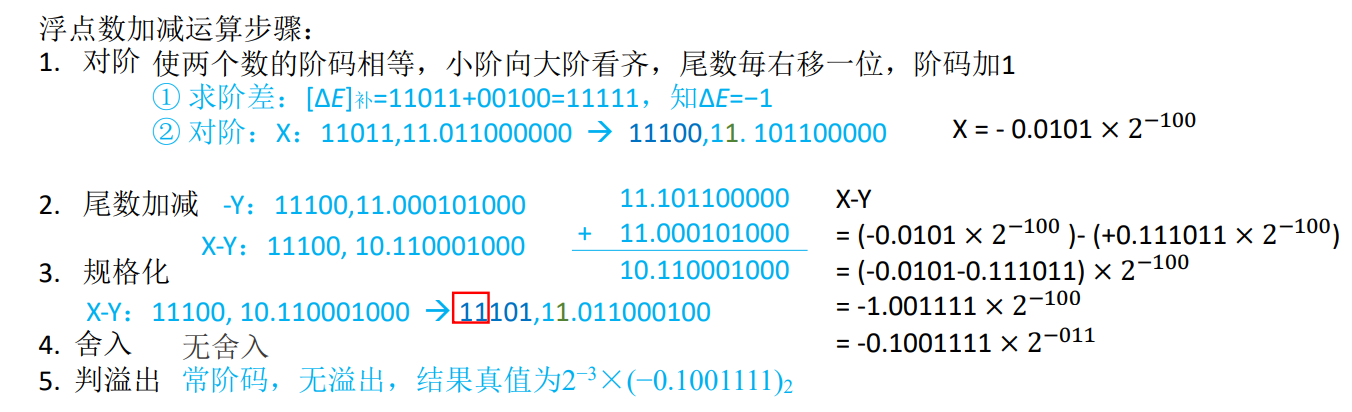 浮点数加减运算步骤：
1. 对阶 使两个数的阶码相等，小阶向大阶看齐，尾数每右移一位，阶码加1
① 求阶差：[ΔE]补=11011+00100=11111，知ΔE=−1
② 对阶：X：11011,11.011000000 → 11100,11. 101100000
X = - 0.0101 × 2⁻¹⁰⁰
2. 尾数加减 -Y：11100,11.000101000
X-Y：11100, 10.110001000
11.101100000
+ 11.000101000
10.110001000
X-Y
= (-0.0101 × 2⁻¹⁰⁰ )- (+0.111011 × 2⁻¹⁰⁰)
= (-0.0101-0.111011) × 2⁻¹⁰⁰
= -1.001111 × 2⁻¹⁰⁰
= -0.1001111 × 2⁻⁰¹¹
3. 规格化
X-Y：11100, 10.110001000 → 11101,11.011000100
4. 舍入 无舍入
5. 判溢出 常阶码，无溢出，结果真值为2⁻³×(−0.1001111)₂